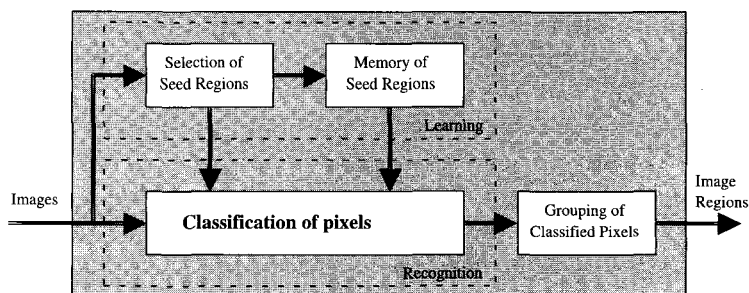 Selection of
Seed Regions
Memory of
Seed Regions
Learning
Images
Classification of pixels
Grouping of
Classified Pixels
Image
Regions
Recognition